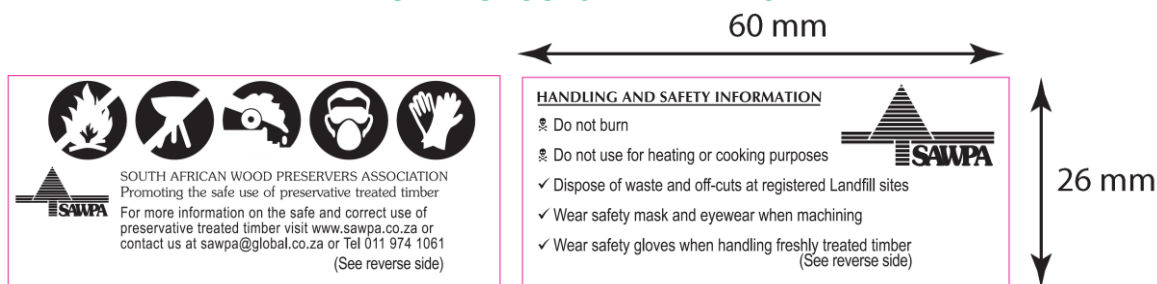 60 mm
SAWPA
SOUTH AFRICAN WOOD PRESERVERS ASSOCIATION
Promoting the safe use of preservative treated timber
For more information on the safe and correct use of
preservative treated timber visit www.sawpa.co.za or
contact us at sawpa@global.co.za or Tel 011 974 1061
(See reverse side)
HANDLING AND SAFETY INFORMATION
Do not burn
Do not use for heating or cooking purposes
✓ Dispose of waste and off-cuts at registered Landfill sites
✓ Wear safety mask and eyewear when machining
✓ Wear safety gloves when handling freshly treated timber
(See reverse side)
SAWPA
26 mm